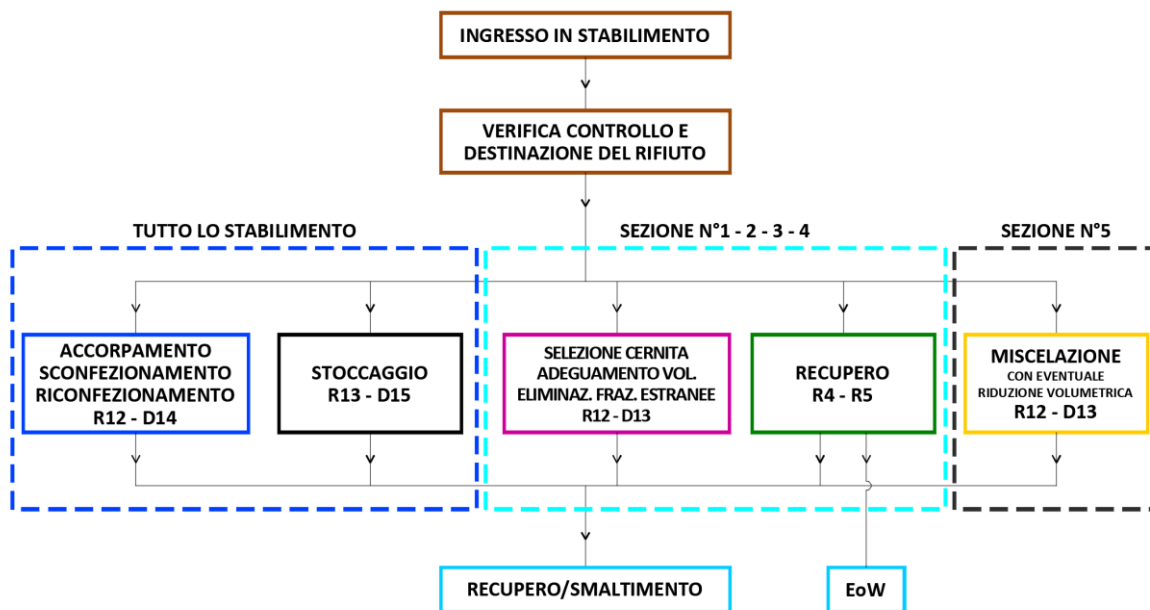 INGRESSO IN STABILIMENTO
VERIFICA CONTROLLO E
DESTINAZIONE DEL RIFIUTO
TUTTO LO STABILIMENTO
SEZIONE N°1 - 2 - 3 - 4
SEZIONE N°5
ACCORPAMENTO
SCONFEZIONAMENTO
RICONFEZIONAMENTO
R12 - D14
STOCCAGGIO
R13 - D15
SELEZIONE CERNITA
ADEGUAMENTO VOL.
ELIMINAZ. FRAZ. ESTRANEE
R12 - D13
RECUPERO
R4 - R5
MISCELAZIONE
CON EVENTUALE
RIDUZIONE VOLUMETRICA
R12 - D13
RECUPERO/SMALTIMENTO
EoW